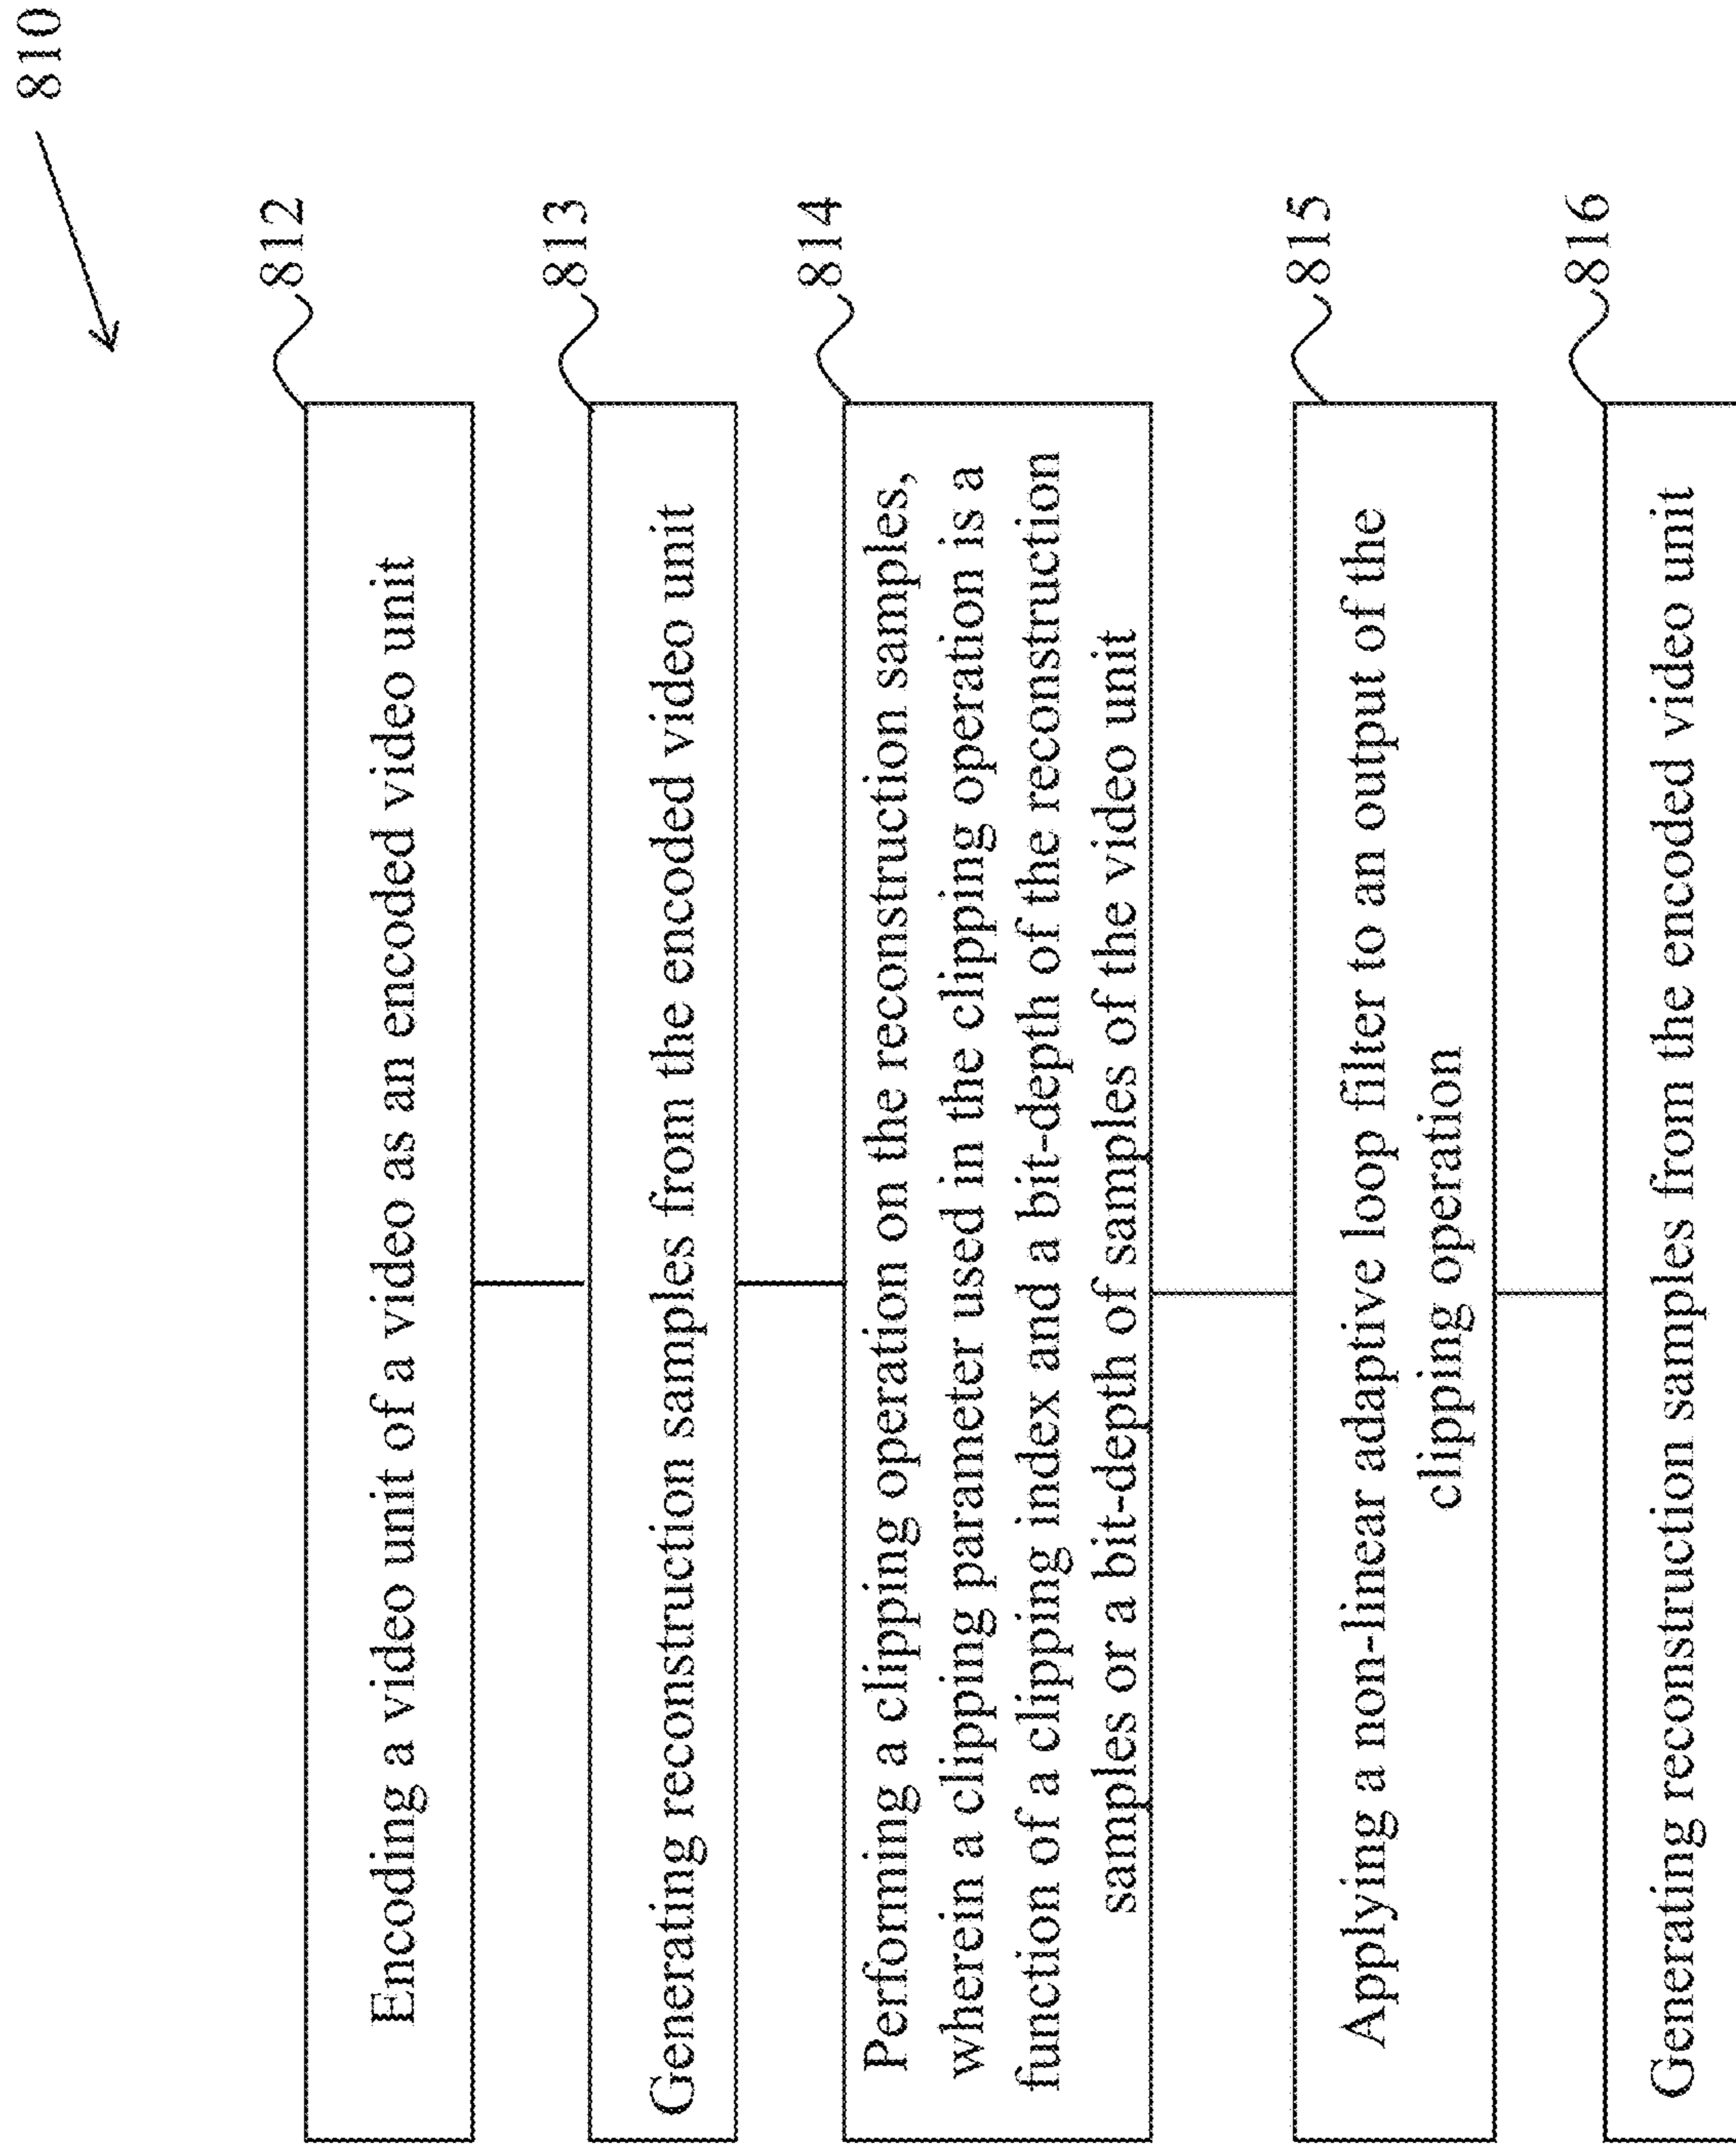 810
812
Encoding a video unit of a video as an encoded video unit
813
Generating reconstruction samples from the encoded video unit
814
Performing a clipping operation on the reconstruction samples,
wherein a clipping parameter used in the clipping operation is a
function of a clipping index and a bit-depth of the reconstruction
samples or a bit-depth of samples of the video unit
815
Applying a non-linear adaptive loop filter to an output of the
clipping operation
816
Generating reconstruction samples from the encoded video unit